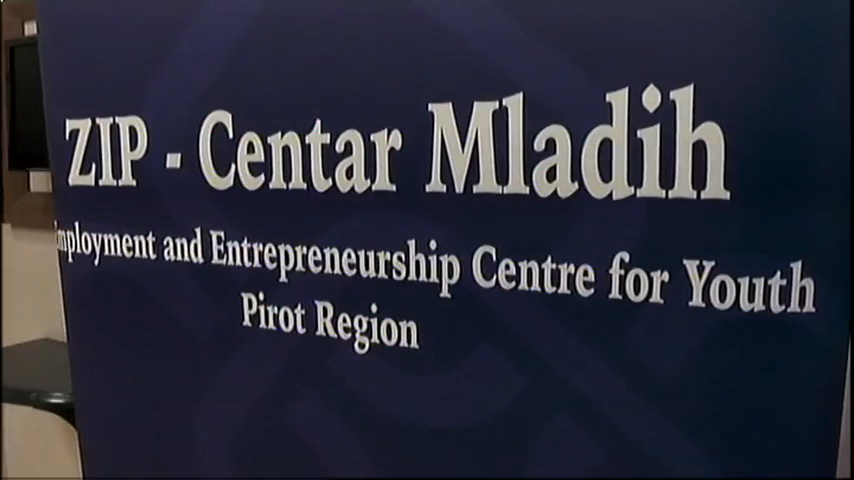 ZIP - Centar Mladih
mployment and Entrepreneurship Centre for Youth
Pirot Region